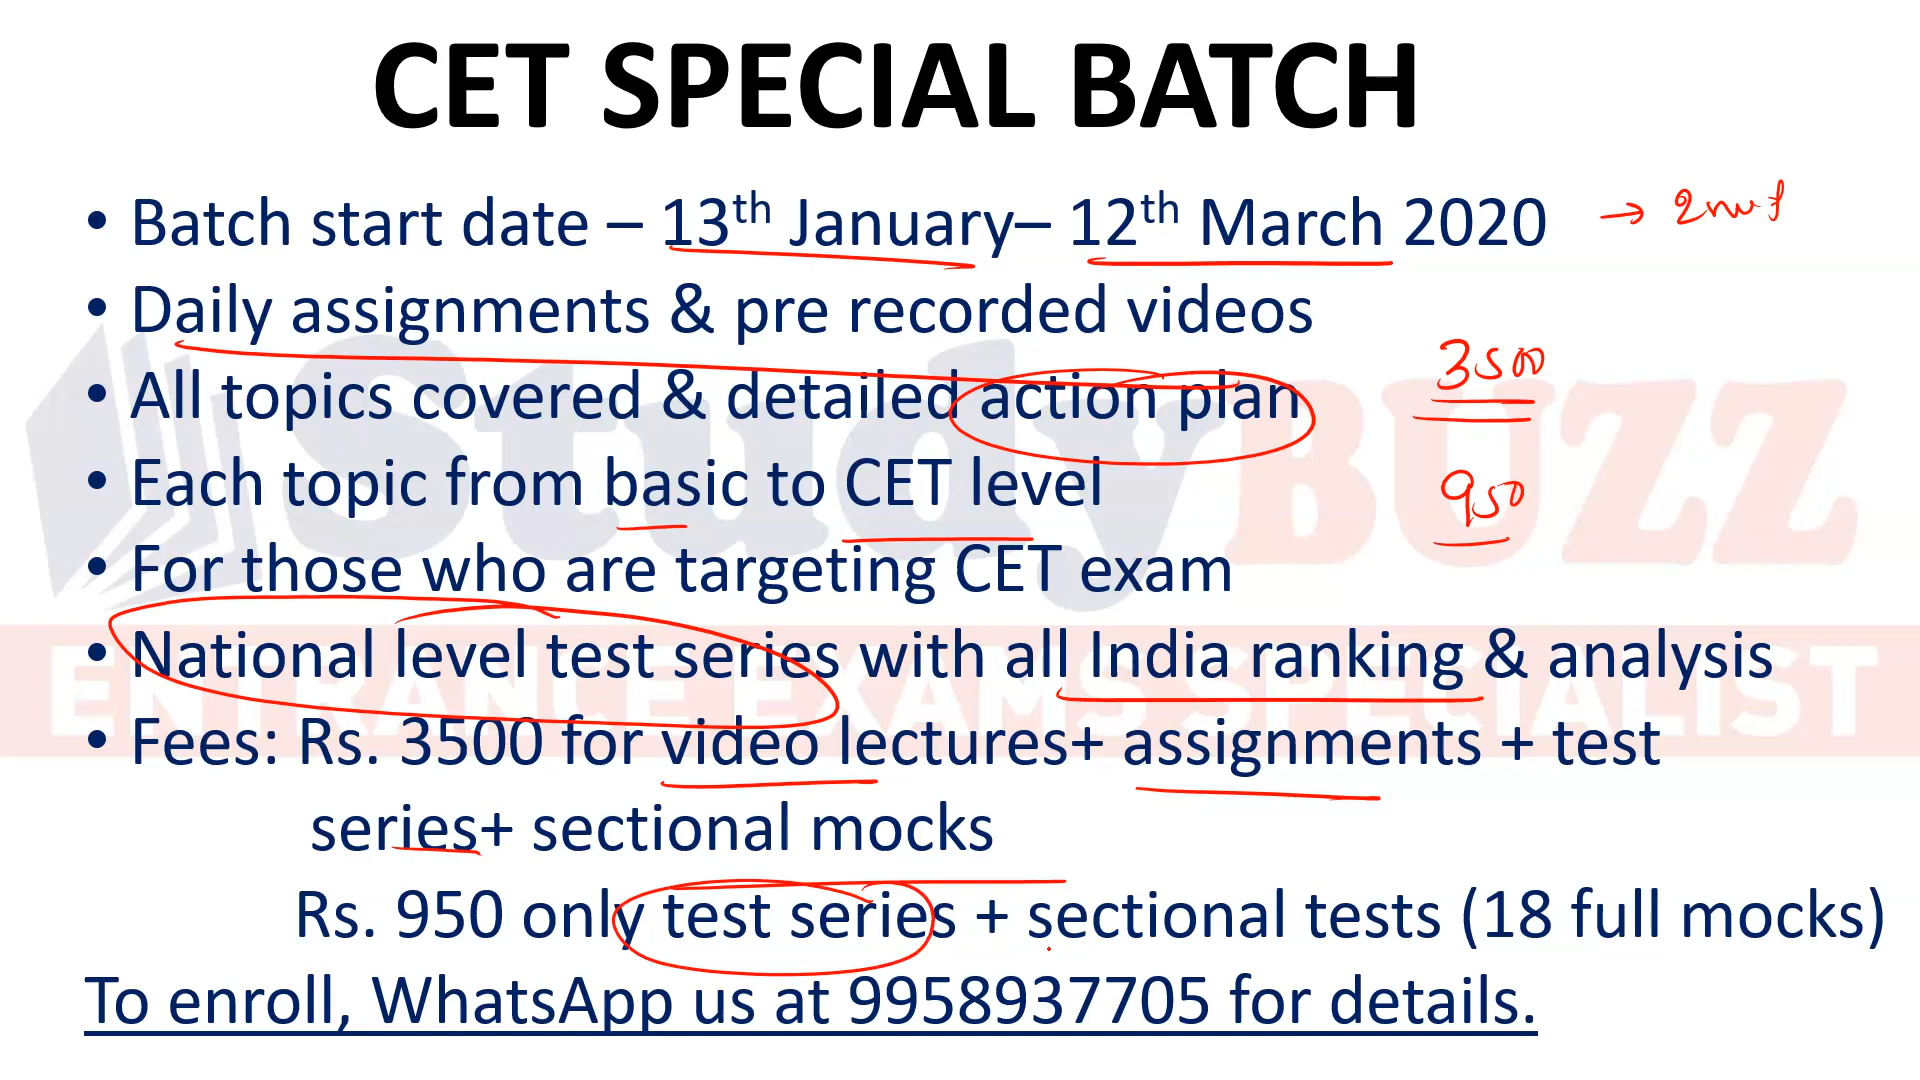 CET SPECIAL BATCH
• Batch start date – 13th January– 12th March 2020
• Daily assignments & pre recorded videos
3500
• All topics covered & detailed action plan
• Each topic from basic to CET level
950
• For those who are targeting CET exam
• National level test series with all India ranking & analysis
• Fees: Rs. 3500 for video lectures+ assignments + test
series+ sectional mocks
Rs. 950 only test series + sectional tests (18 full mocks)
To enroll, WhatsApp us at 9958937705 for details.
StudyBUZZ
ENTRANCE EXAMS SPECIALIST